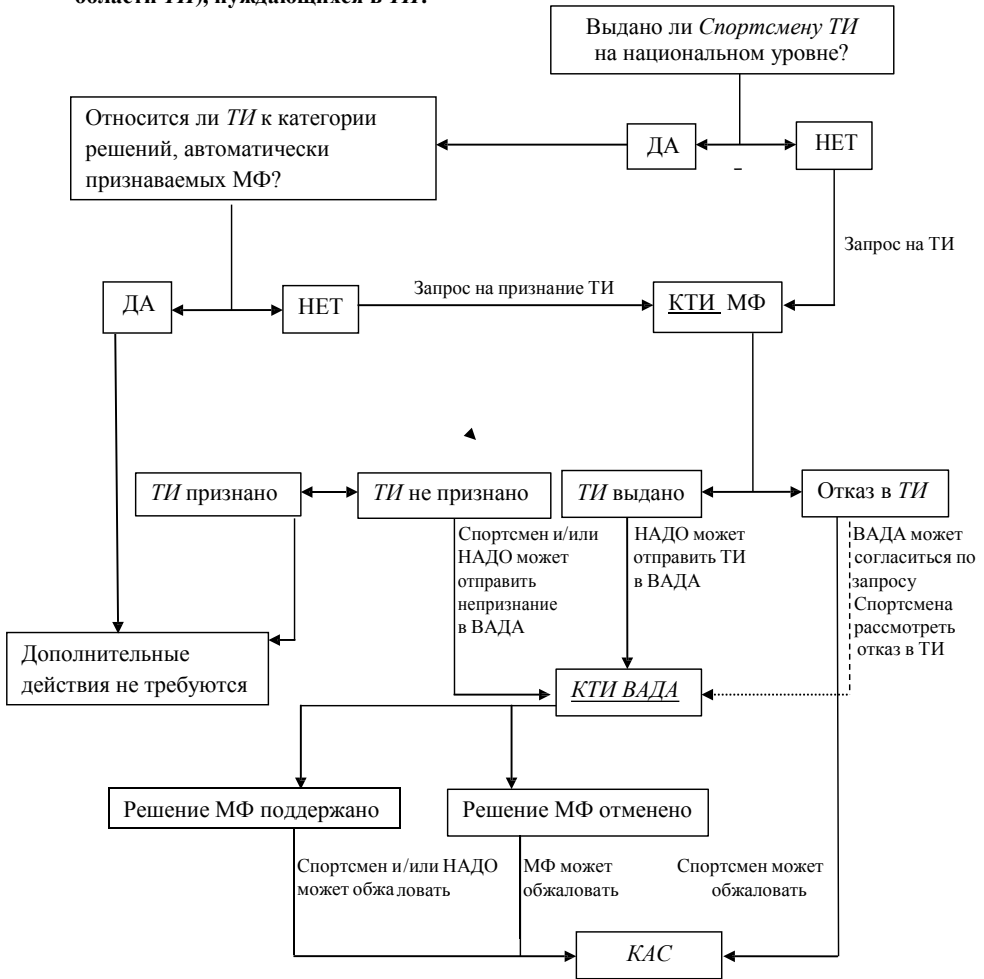 области ТИ), нуждающихся в ТИ:
Выдано ли Спортсмену ТИ
на национальном уровне?
Относится ли ТИ к категории
решений, автоматически
признаваемых МФ?
ДА
НЕТ
Запрос на ТИ
ДА
НЕТ
Запрос на признание ТИ
КТИ МФ
ТИ признано
ТИ не признано
ТИ выдано
Отказ в ТИ
Спортсмен и/или
НАДО может
отправить
непризнание
в ВАДА
НАДО может
отправить ТИ
в ВАДА
ВАДА может
согласиться по
запросу
Спортсмена
рассмотреть
отказ в ТИ
Дополнительные
действия не требуются
КТИ ВАДА
Решение МФ поддержано
Решение МФ отменено
Спортсмен и/или НАДО
может обжаловать
МФ может
обжаловать
Спортсмен может
обжаловать
КАС